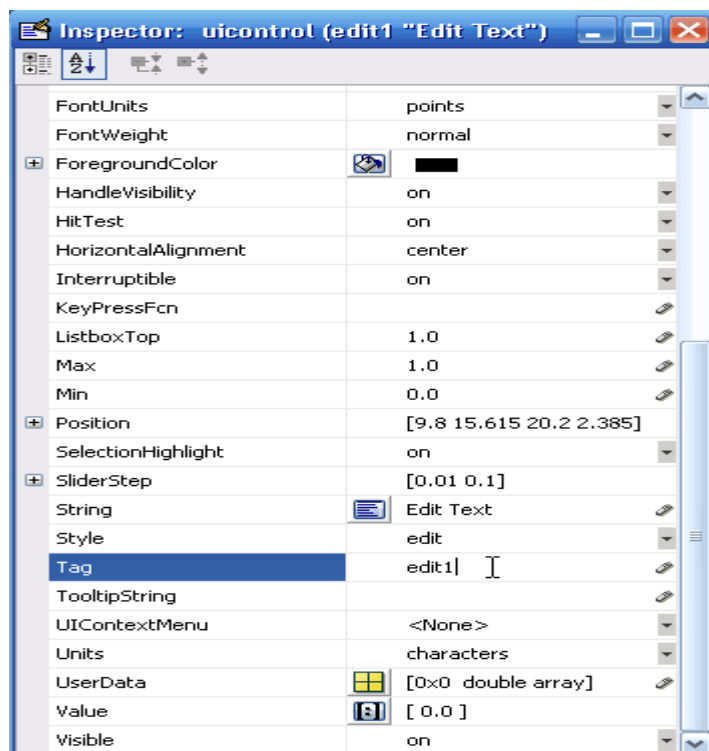 Inspector: uicontrol (edit1 "Edit Text")
FontUnits points
FontWeight normal
ForegroundColor
HandleVisibility on
HitTest on
HorizontalAlignment center
Interruptible on
KeyPressFcn
ListboxTop 1.0
Max 1.0
Min 0.0
Position [9.8 15.615 20.2 2.385]
SelectionHighlight on
SliderStep [0.01 0.1]
String Edit Text
Style edit
Tag edit1
TooltipString
UIContextMenu <None>
Units characters
UserData [0x0 double array]
Value [ 0.0 ]
Visible on